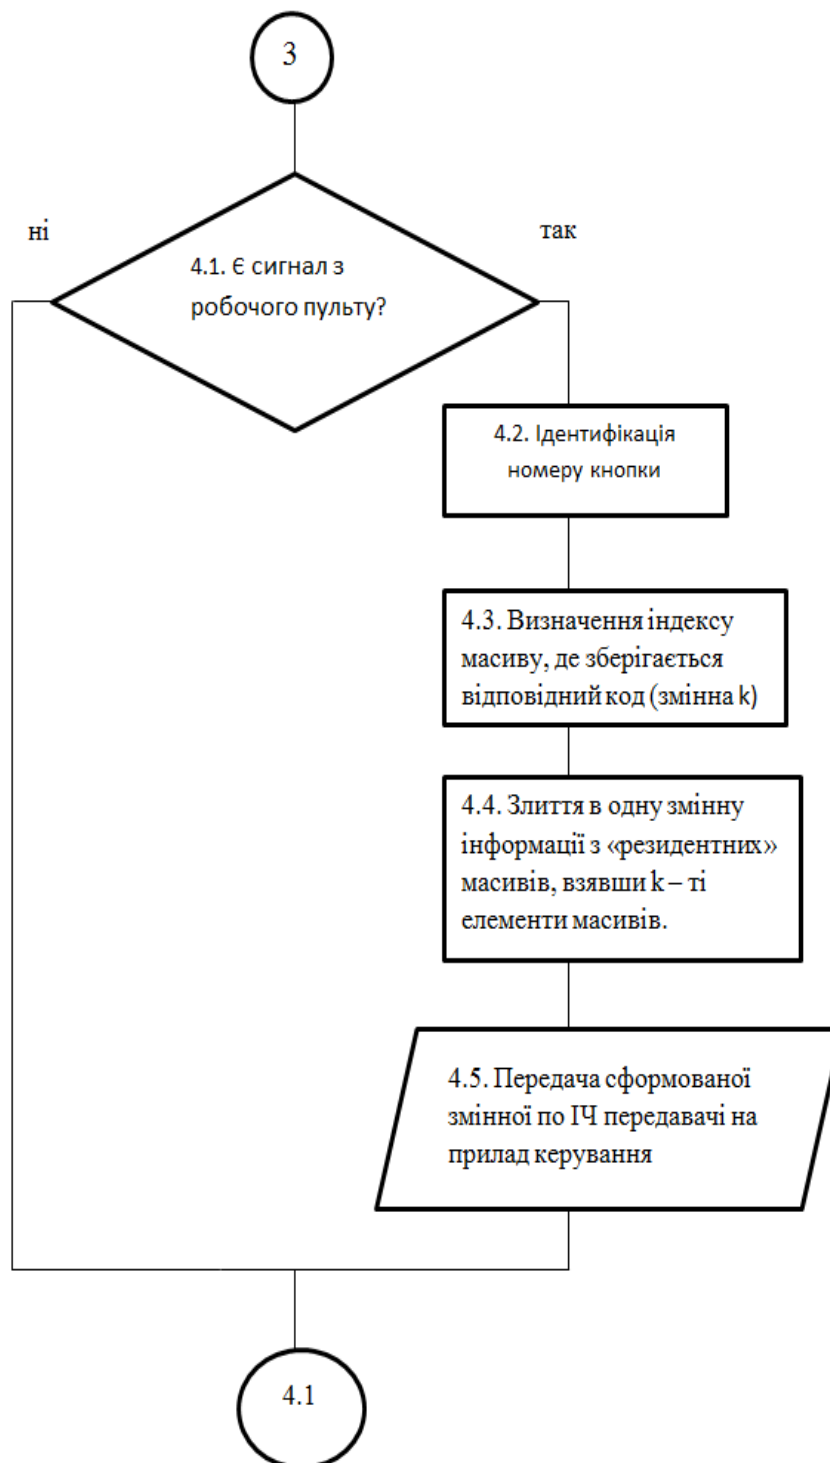 3
ні
так
4.1. Є сигнал з
робочого пульту?
4.2. Ідентифікація
номеру кнопки
4.3. Визначення індексу
масиву, де зберігається
відповідний код (змінна k)
4.4. Злиття в одну змінну
інформації з «резидентних»
масивів, взявши k – ті
елементи масивів.
4.5. Передача сформованої
змінної по ІЧ передавачі на
прилад керування
4.1